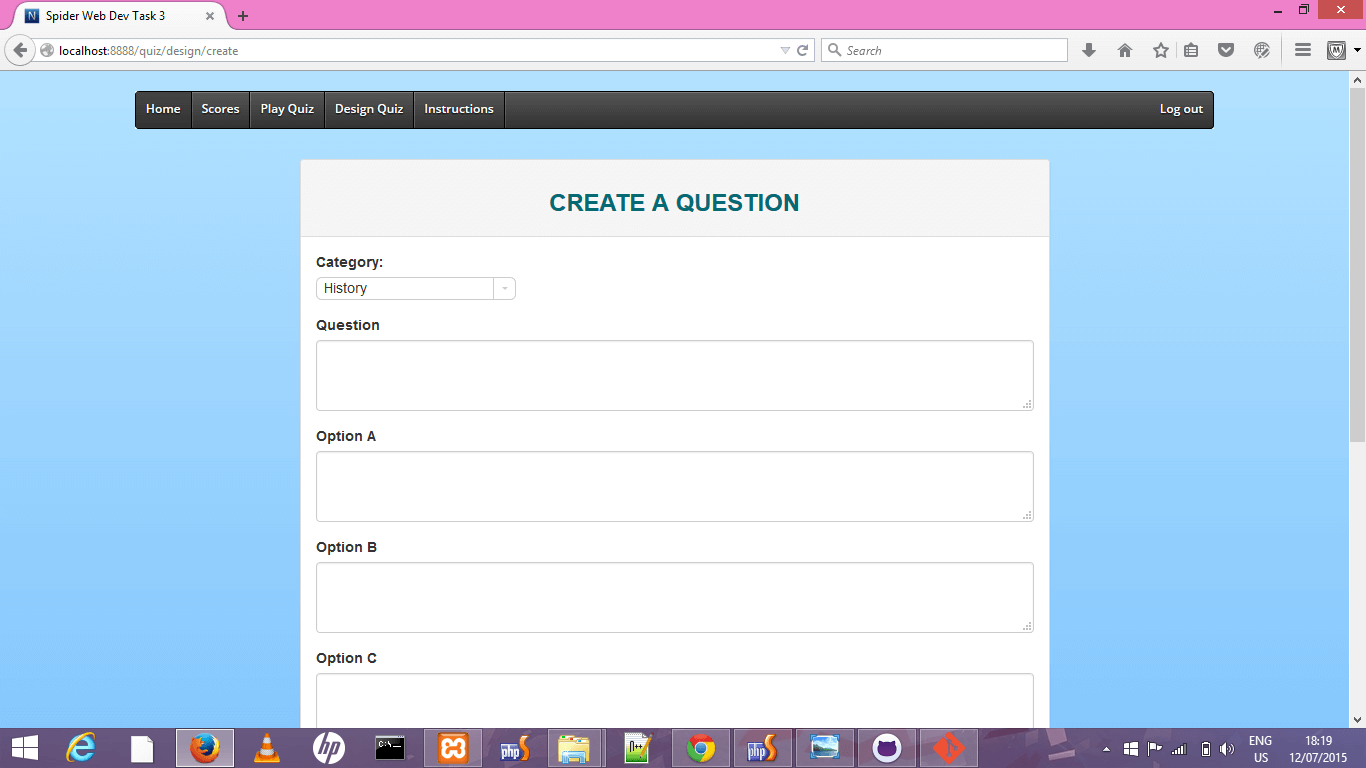 Spider Web Dev Task 3
localhost:8888/quiz/design/create
Search
Home Scores Play Quiz Design Quiz Instructions Log out
CREATE A QUESTION
Category:
History
Question
Option A
Option B
Option C
ENG 18:19
US 12/07/2015